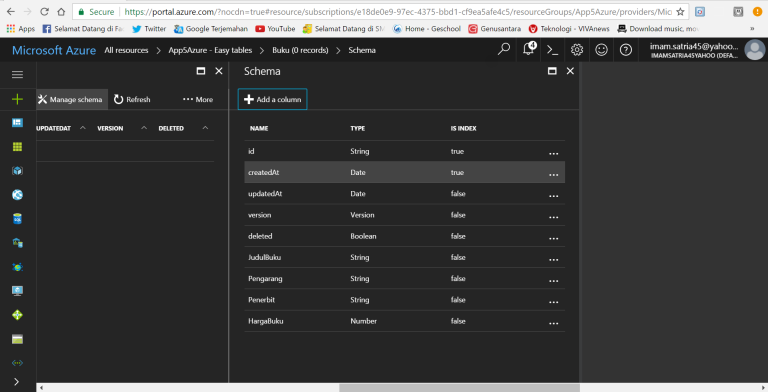 Secure
https://portal.azure.com/?nocdn=true#resource/subscriptions/e18de0e9-97ec-4375-bbd1-cf9ea5afe4c5/resourceGroups/App5Azure/providers/Mic
Apps Selamat Datang di Fa Twitter Google Terjemahan YouTube Selamat Datang di SM Home - Geschool Genusantara Teknologi - VIVAnews Download music, mov »
Microsoft Azure All resources > App5Azure - Easy tables > Buku (0 records) > Schema
4
imam.satria45@yahoo...
IMAMSATRIA45YAHOO (DEFA...
Schema
Manage schema Refresh ... More
Add a column
UPDATEDAT VERSION DELETED
NAME TYPE IS INDEX
id String true ...
createdAt Date true ...
updatedAt Date false ...
version Version false ...
deleted Boolean false ...
JudulBuku String false ...
Pengarang String false ...
Penerbit String false ...
HargaBuku Number false ...